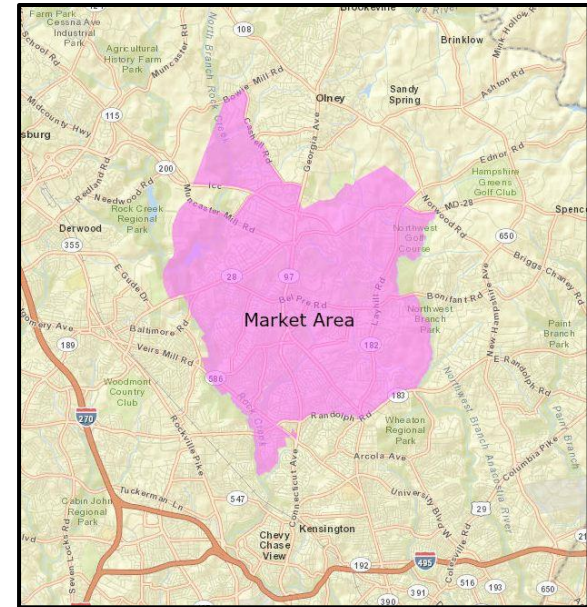 Farm Park
Cessna Ave
Industrial
Park
Brookeville
108
Brinklow
School Rd
Muncaster Rd
Agricultural
History Farm
Park
North Branch Rock
Bowie Mill Rd
Olney
Sandy
Spring
Ashton Rd
Midcounty Hwy
115
sburg
Cashell Rd
Georgia Ave
200
Icc
Ednor Rd
Redland Rd
Needwood Rd
Muncaster Mill Rd
Hampshire
Greens
Golf Club
MD-28
Norwood Rd
Rock Creek
Regional
Park
Derwood
355
650
Spence
Northwest
Golf
Course
E Gude Dr
28
97
Briggs Chaney Rd
Bel Pre Rd
Layhill Rd
Bonifant Rd
New Hampshire Ave
Market Area
Northwest
Branch
Park
Paint
Branch
Park
tgomery Ave
Baltimore Rd
189
Veirs Mill Rd
182
E Randolph Rd
586
Woodmont
Country
Club
Rock Creek
183
Randolph Rd
270
Rockville Pike
Wheaton
Regional
Park
Northwest Branch Anacostia River
Paint Branch
Arcola Ave
Columbia Pike
Connecticut Ave
Tuckerman Ln
547
University Blvd W
29
Cabin John
Regional
Park
Kensington
Chevy
Chase
View
Colesville Rd
lvd
Seven Locks Rd
192
495
516
193
650
390
391